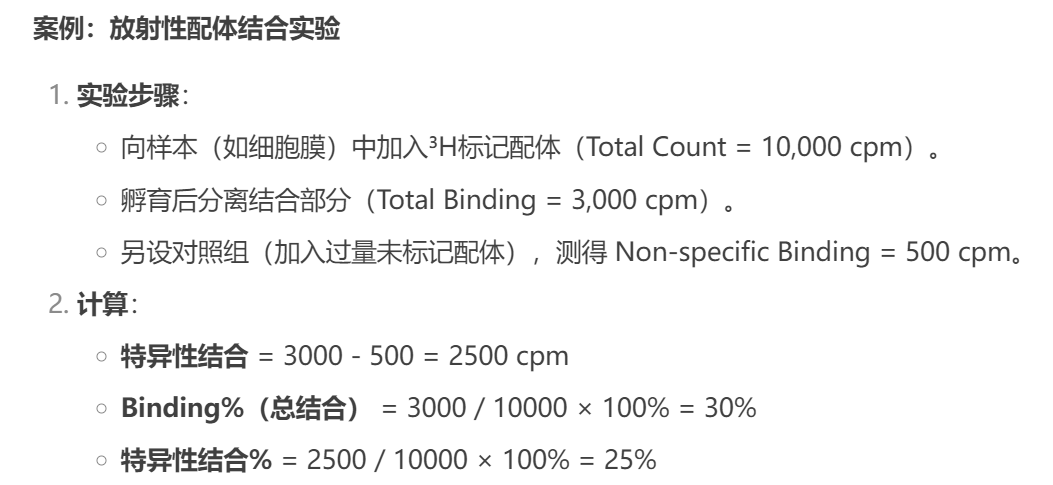 案例：放射性配体结合实验
1. 实验步骤：
○ 向样本（如细胞膜）中加入³H标记配体（Total Count = 10,000 cpm）。
○ 孵育后分离结合部分（Total Binding = 3,000 cpm）。
○ 另设对照组（加入过量未标记配体），测得 Non-specific Binding = 500 cpm。
2. 计算：
○ 特异性结合 = 3000 - 500 = 2500 cpm
○ Binding%（总结合） = 3000 / 10000 × 100% = 30%
○ 特异性结合% = 2500 / 10000 × 100% = 25%